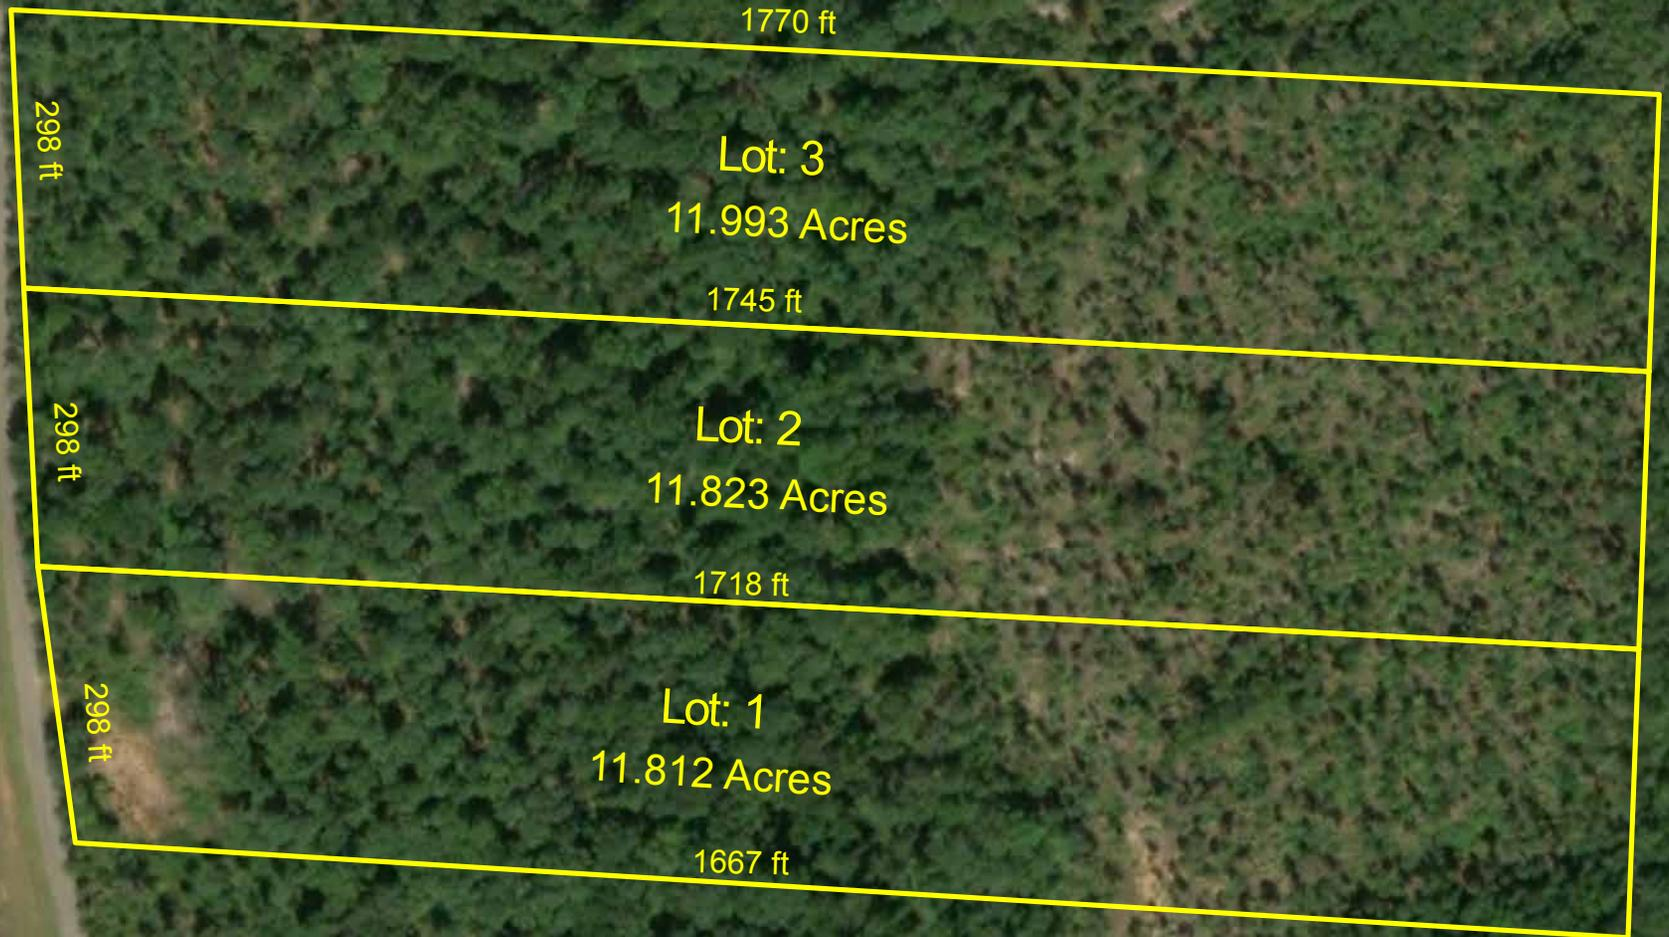 1770 ft
298 ft
Lot: 3
11.993 Acres
1745 ft
298 ft
Lot: 2
11.823 Acres
1718 ft
298 ft
Lot: 1
11.812 Acres
1667 ft